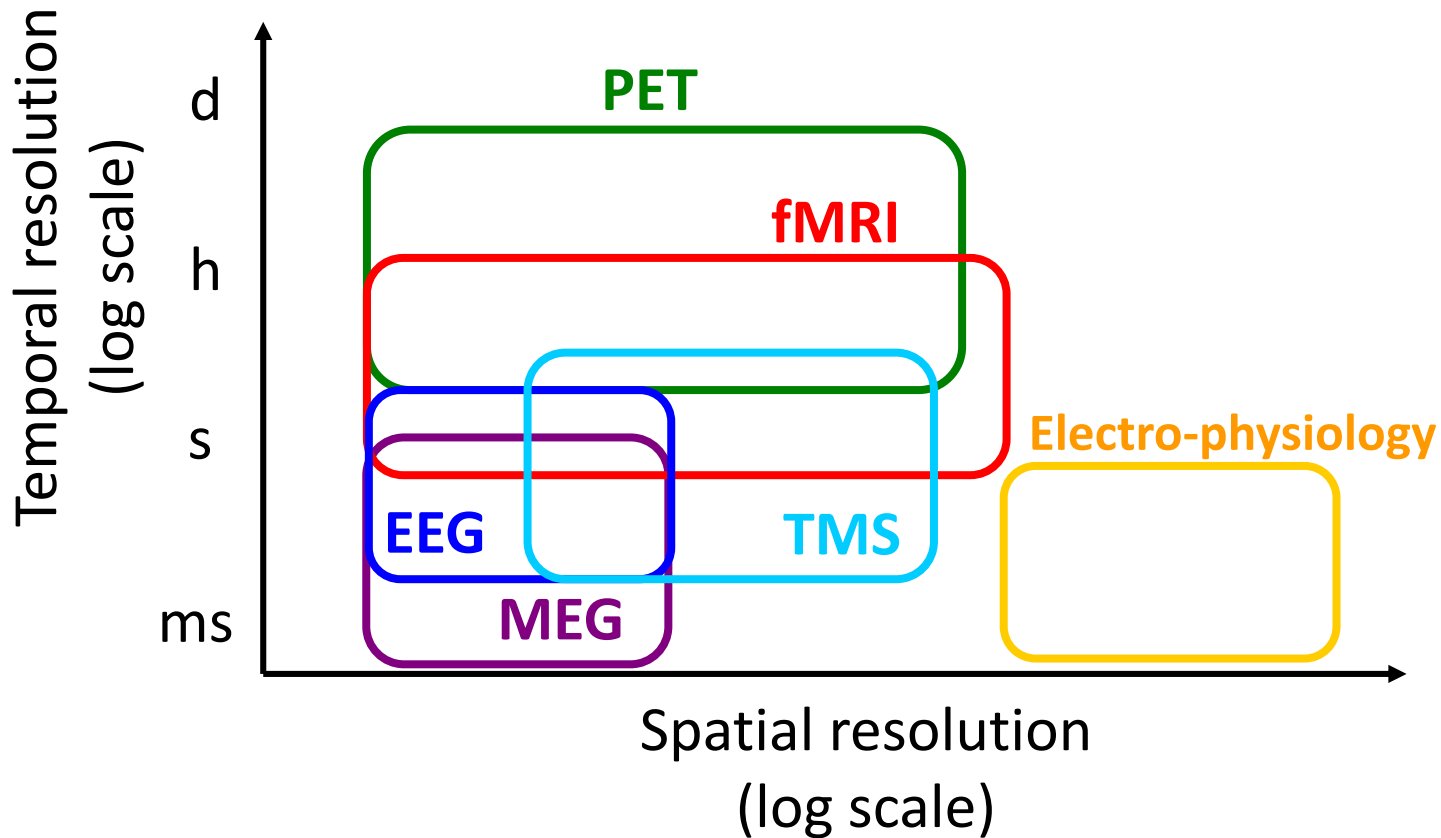 Temporal resolution
(log scale)
d
h
s
ms
PET
fMRI
Electro-physiology
EEG
TMS
MEG
Spatial resolution
(log scale)